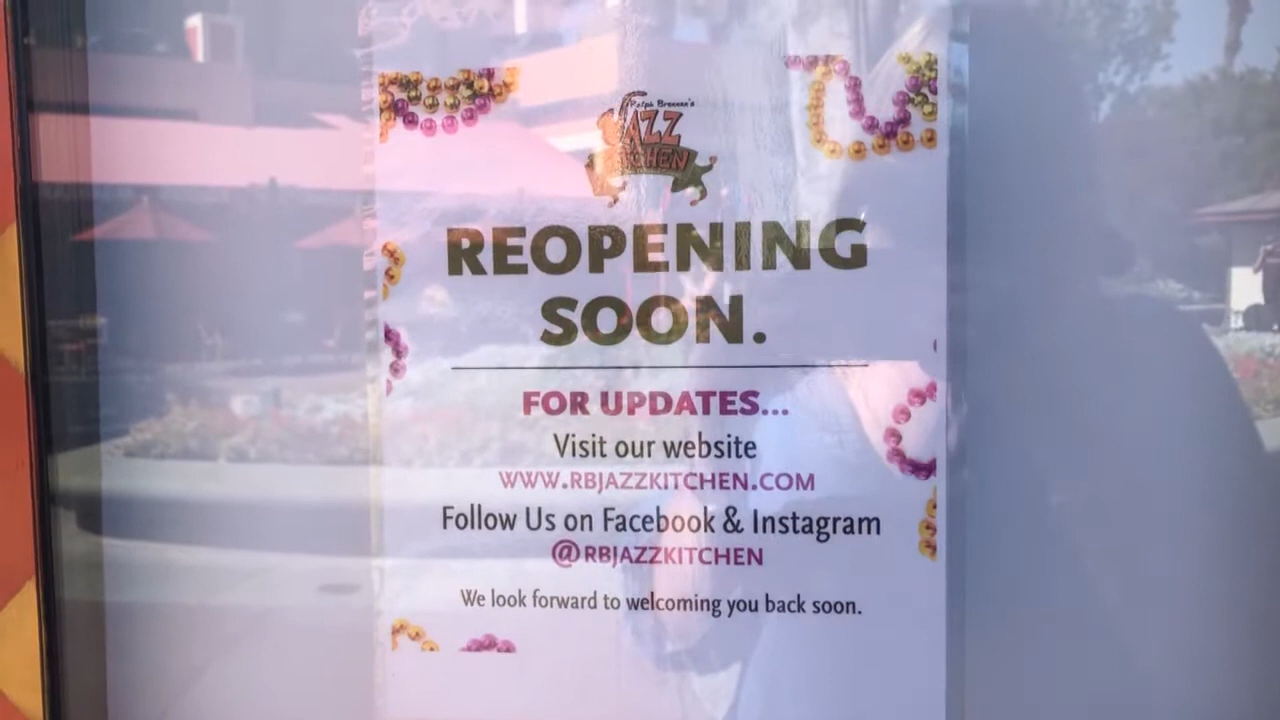 Ralph Brennan's
JAZZ
KITCHEN
REOPENING
SOON.
FOR UPDATES...
Visit our website
WWW.RBJAZZKITCHEN.COM
Follow Us on Facebook & Instagram
@RBJAZZKITCHEN
We look forward to welcoming you back soon.